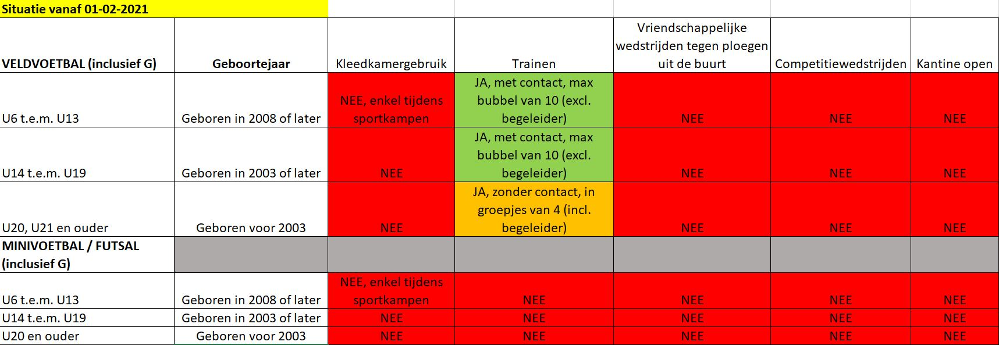 Situatie vanaf 01-02-2021
VELDVOETBAL (inclusief G)
Geboortejaar
Kleedkamergebruik
Trainen
Vriendschappelijke
wedstrijden tegen ploegen
uit de buurt
Competitiewedstrijden
Kantine open
U6 t.e.m. U13
Geboren in 2008 of later
NEE, enkel tijdens
sportkampen
JA, met contact, max
bubbel van 10 (excl.
begeleider)
NEE
NEE
NEE
U14 t.e.m. U19
Geboren in 2003 of later
NEE
JA, met contact, max
bubbel van 10 (excl.
begeleider)
NEE
NEE
NEE
U20, U21 en ouder
Geboren voor 2003
NEE
JA, zonder contact, in
groepjes van 4 (incl.
begeleider)
NEE
NEE
NEE
MINIVOETBAL / FUTSAL
(inclusief G)
U6 t.e.m. U13
Geboren in 2008 of later
NEE, enkel tijdens
sportkampen
NEE
NEE
NEE
NEE
U14 t.e.m. U19
Geboren in 2003 of later
NEE
NEE
NEE
NEE
NEE
U20 en ouder
Geboren voor 2003
NEE
NEE
NEE
NEE
NEE